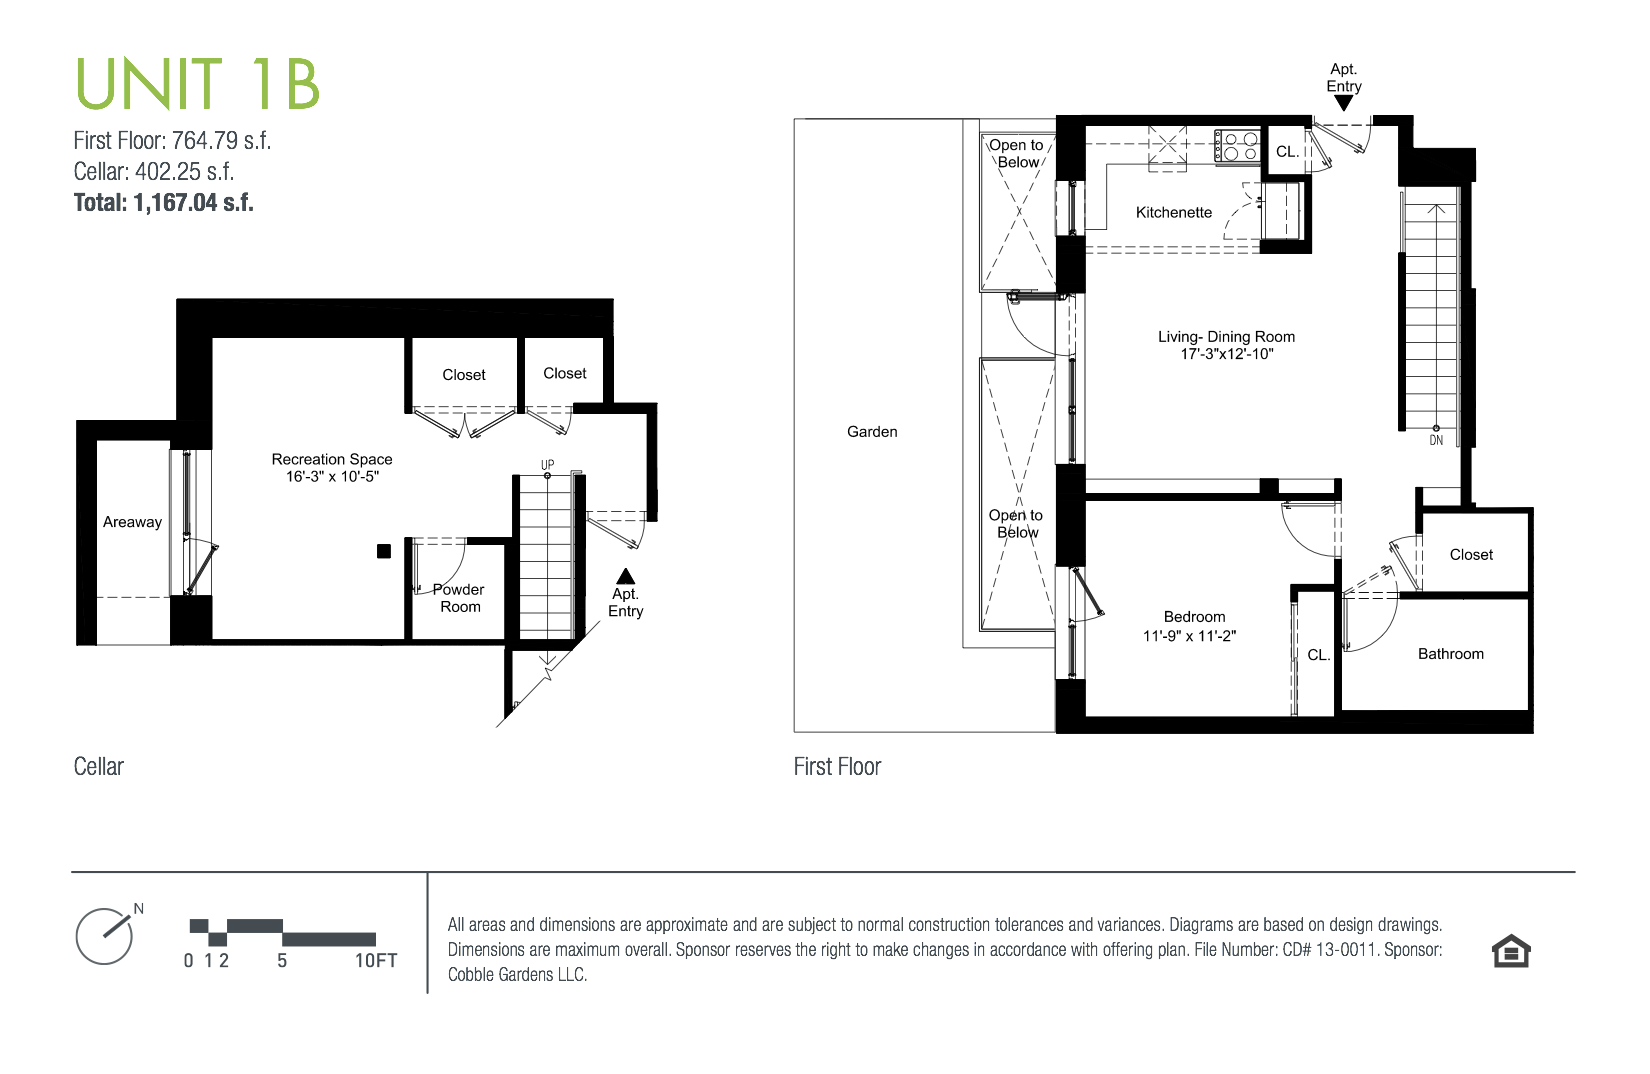 UNIT 1B
First Floor: 764.79 s.f.
Cellar: 402.25 s.f.
Total: 1,167.04 s.f.
Closet
Closet
Recreation Space
16'-3" x 10'-5"
UP
Areaway
Powder
Room
Apt.
Entry
Cellar
Apt.
Entry
Open to
Below
CL.
Kitchenette
Living- Dining Room
17'-3"x12'-10"
Garden
DN
Open to
Below
Closet
Bedroom
11'-9" x 11'-2"
CL.
Bathroom
First Floor
N
0 1 2 5 10FT
All areas and dimensions are approximate and are subject to normal construction tolerances and variances. Diagrams are based on design drawings.
Dimensions are maximum overall. Sponsor reserves the right to make changes in accordance with offering plan. File Number: CD# 13-0011. Sponsor:
Cobble Gardens LLC.